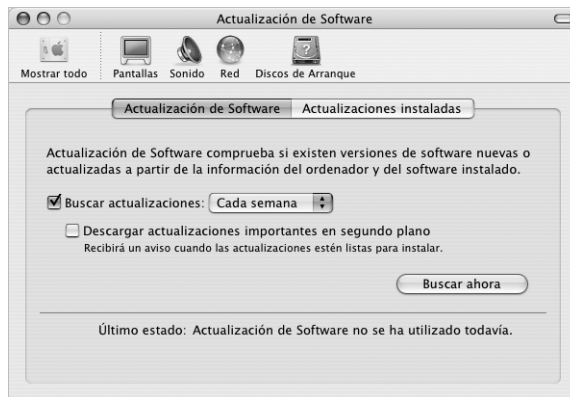 Actualización de Software
Mostrar todo Pantallas Sonido Red Discos de Arranque
Actualización de Software Actualizaciones instaladas
Actualización de Software comprueba si existen versiones de software nuevas o
actualizadas a partir de la información del ordenador y del software instalado.
Buscar actualizaciones: Cada semana
Descargar actualizaciones importantes en segundo plano
Recibirá un aviso cuando las actualizaciones estén listas para instalar.
Buscar ahora
Último estado: Actualización de Software no se ha utilizado todavía.